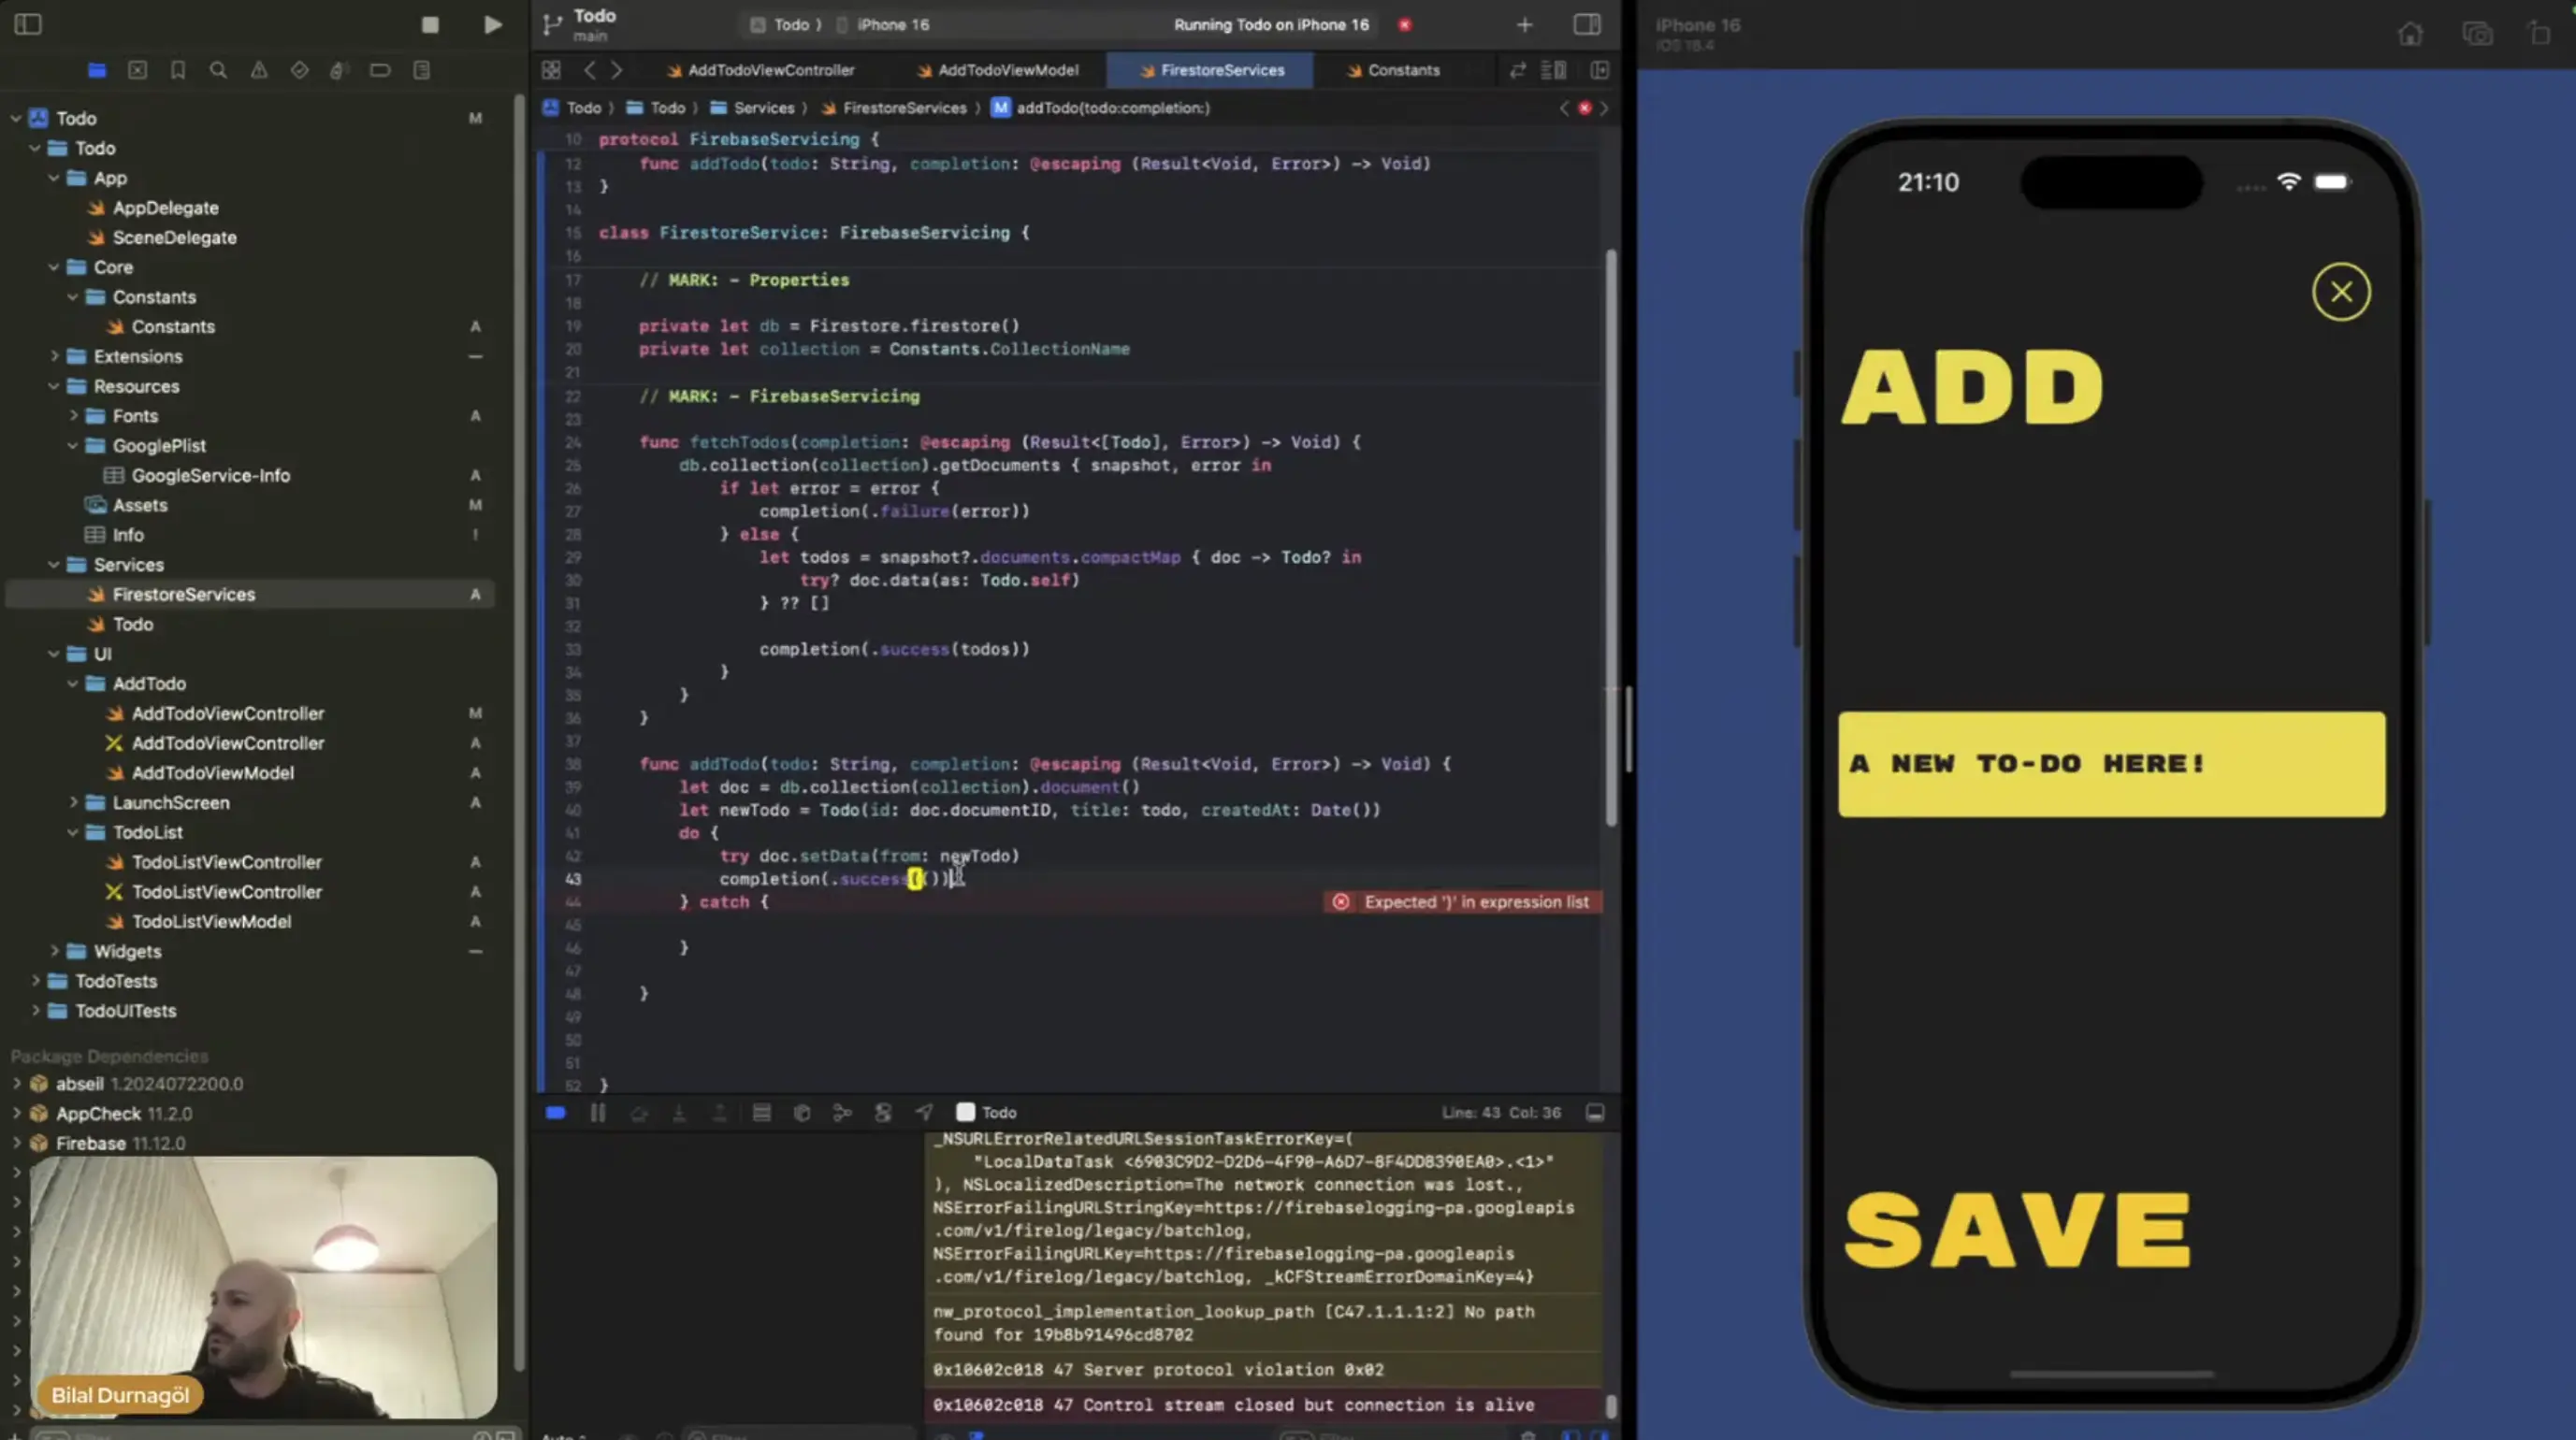 Todo
main
Todo 〉 iPhone 16
Running Todo on iPhone 16
AddTodoViewController
AddTodoViewModel
FirestoreServices
Constants
Todo 〉 Todo 〉 Services 〉 FirestoreServices 〉 M addTodo(todo:completion:)
Todo M
Todo
App
AppDelegate
SceneDelegate
Core
Constants
Constants A
Extensions
Resources
Fonts A
GooglePlist
GoogleService-Info A
Assets M
Info !
Services
FirestoreServices A
Todo
UI
AddTodo
AddTodoViewController M
AddTodoViewController A
AddTodoViewModel A
LaunchScreen A
TodoList
TodoListViewController A
TodoListViewController A
TodoListViewModel A
Widgets
TodoTests
TodoUITests
Package Dependencies
abseil 1.2024072200.0
AppCheck 11.2.0
Firebase 11.12.0
Bilal Durnagöl
10 protocol FirebaseServicing {
12 func addTodo(todo: String, completion: @escaping (Result<Void, Error>) -> Void)
13 }
14
15 class FirestoreService: FirebaseServicing {
16
17 // MARK: - Properties
18
19 private let db = Firestore.firestore()
20 private let collection = Constants.CollectionName
21
22 // MARK: - FirebaseServicing
23
24 func fetchTodos(completion: @escaping (Result<[Todo], Error>) -> Void) {
25 db.collection(collection).getDocuments { snapshot, error in
26 if let error = error {
27 completion(.failure(error))
28 } else {
29 let todos = snapshot?.documents.compactMap { doc -> Todo? in
30 try? doc.data(as: Todo.self)
31 } ?? []
32
33 completion(.success(todos))
34 }
35 }
36 }
37
38 func addTodo(todo: String, completion: @escaping (Result<Void, Error>) -> Void) {
39 let doc = db.collection(collection).document()
40 let newTodo = Todo(id: doc.documentID, title: todo, createdAt: Date())
41 do {
42 try doc.setData(from: newTodo)
43 completion(.success(())
44 } catch { Expected ')' in expression list
45
46 }
47
48 }
49
50
51
52 }
Todo
Line: 43 Col: 36
_NSURLErrorRelatedURLSessionTaskErrorKey=(
"LocalDataTask <6903C9D2-D2D6-4F90-A6D7-8F4DD8390EA0>.<1>"
), NSLocalizedDescription=The network connection was lost.,
NSErrorFailingURLStringKey=https://firebaselogging-pa.googleapis
.com/v1/firelog/legacy/batchlog,
NSErrorFailingURLKey=https://firebaselogging-pa.googleapis
.com/v1/firelog/legacy/batchlog, _kCFStreamErrorDomainKey=4}
nw_protocol_implementation_lookup_path [C47.1.1.1:2] No path
found for 19b8b91496cd8702
0x10602c018 47 Server protocol violation 0x02
0x10602c018 47 Control stream closed but connection is alive
iPhone 16
iOS 18.4
21:10
ADD
A NEW TO-DO HERE!
SAVE